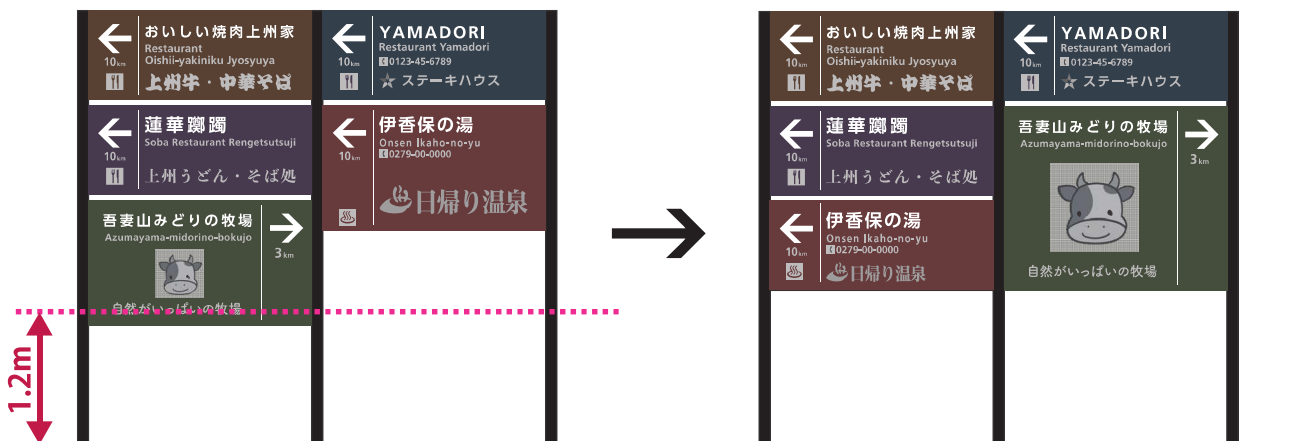 おいしい焼肉上州家
Restaurant
Oishii-yakiniku Jyosyuya
10km
上州牛・中華そば
YAMADORI
Restaurant Yamadori
0123-45-6789
10km
ステーキハウス
蓮華躑躅
Soba Restaurant Rengetsutsuji
10km
上州うどん・そば処
伊香保の湯
Onsen Ikaho-no-yu
0279-00-0000
10km
日帰り温泉
吾妻山みどりの牧場
Azumayama-midorino-bokujo
3km
自然がいっぱいの牧場
1.2m
おいしい焼肉上州家
Restaurant
Oishii-yakiniku Jyosyuya
10km
上州牛・中華そば
YAMADORI
Restaurant Yamadori
0123-45-6789
10km
ステーキハウス
蓮華躑躅
Soba Restaurant Rengetsutsuji
10km
上州うどん・そば処
吾妻山みどりの牧場
Azumayama-midorino-bokujo
3km
自然がいっぱいの牧場
伊香保の湯
Onsen Ikaho-no-yu
0279-00-0000
10km
日帰り温泉